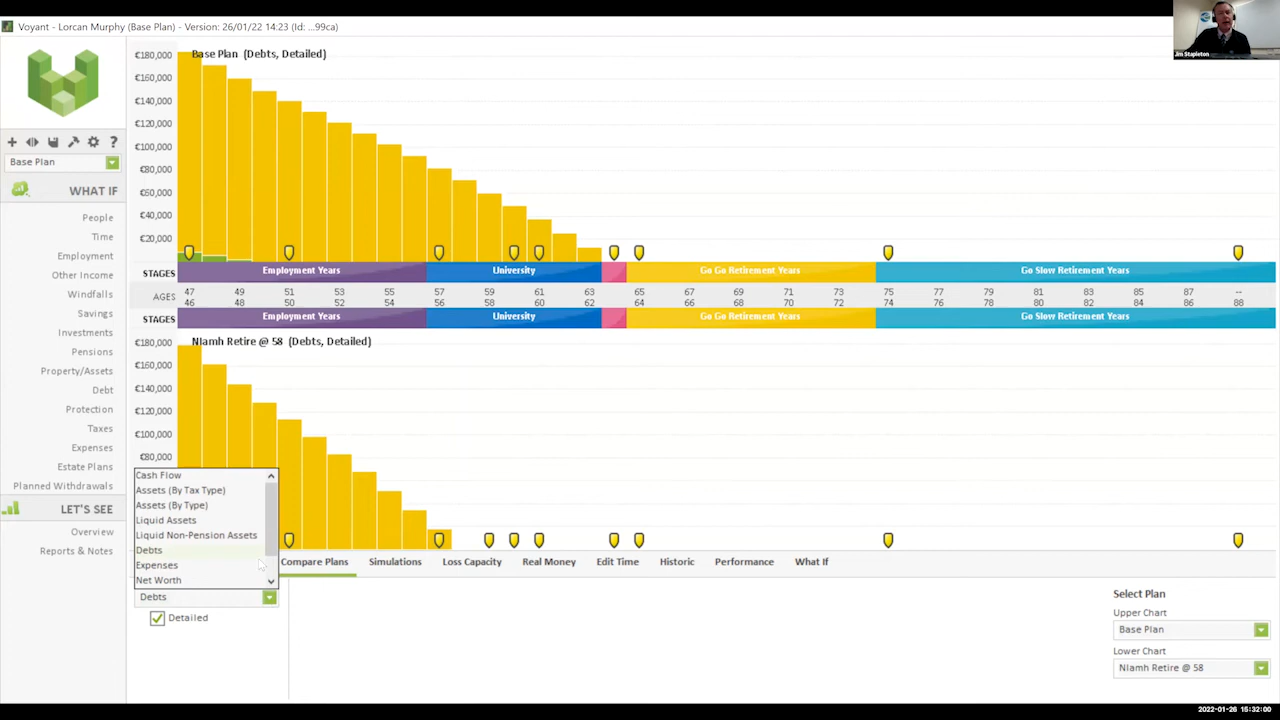 Voyant - Lorcan Murphy (Base Plan) - Version: 26/01/22 14:23 (Id: ...99ca)
Jim Stapleton
Base Plan
WHAT IF
People
Time
Employment
Other Income
Windfalls
Savings
Investments
Pensions
Property/Assets
Debt
Protection
Taxes
Expenses
Estate Plans
Planned Withdrawals
LET'S SEE
Overview
Reports & Notes
Base Plan (Debts, Detailed)
€180,000
€160,000
€140,000
€120,000
€100,000
€80,000
€60,000
€40,000
€20,000
STAGES Employment Years University Go Go Retirement Years Go Slow Retirement Years
AGES 47 49 51 53 55 57 59 61 63 65 67 69 71 73 75 77 79 81 83 85 87 --
46 48 50 52 54 56 58 60 62 64 66 68 70 72 74 76 78 80 82 84 86 88
STAGES Employment Years University Go Go Retirement Years Go Slow Retirement Years
NIamh Retire @ 58 (Debts, Detailed)
€180,000
€160,000
€140,000
€120,000
€100,000
€80,000
Cash Flow
Assets (By Tax Type)
Assets (By Type)
Liquid Assets
Liquid Non-Pension Assets
Debts
Expenses
Net Worth
Compare Plans Simulations Loss Capacity Real Money Edit Time Historic Performance What If
Debts
Detailed
Select Plan
Upper Chart
Base Plan
Lower Chart
NIamh Retire @ 58
2022-01-26 15:32:00